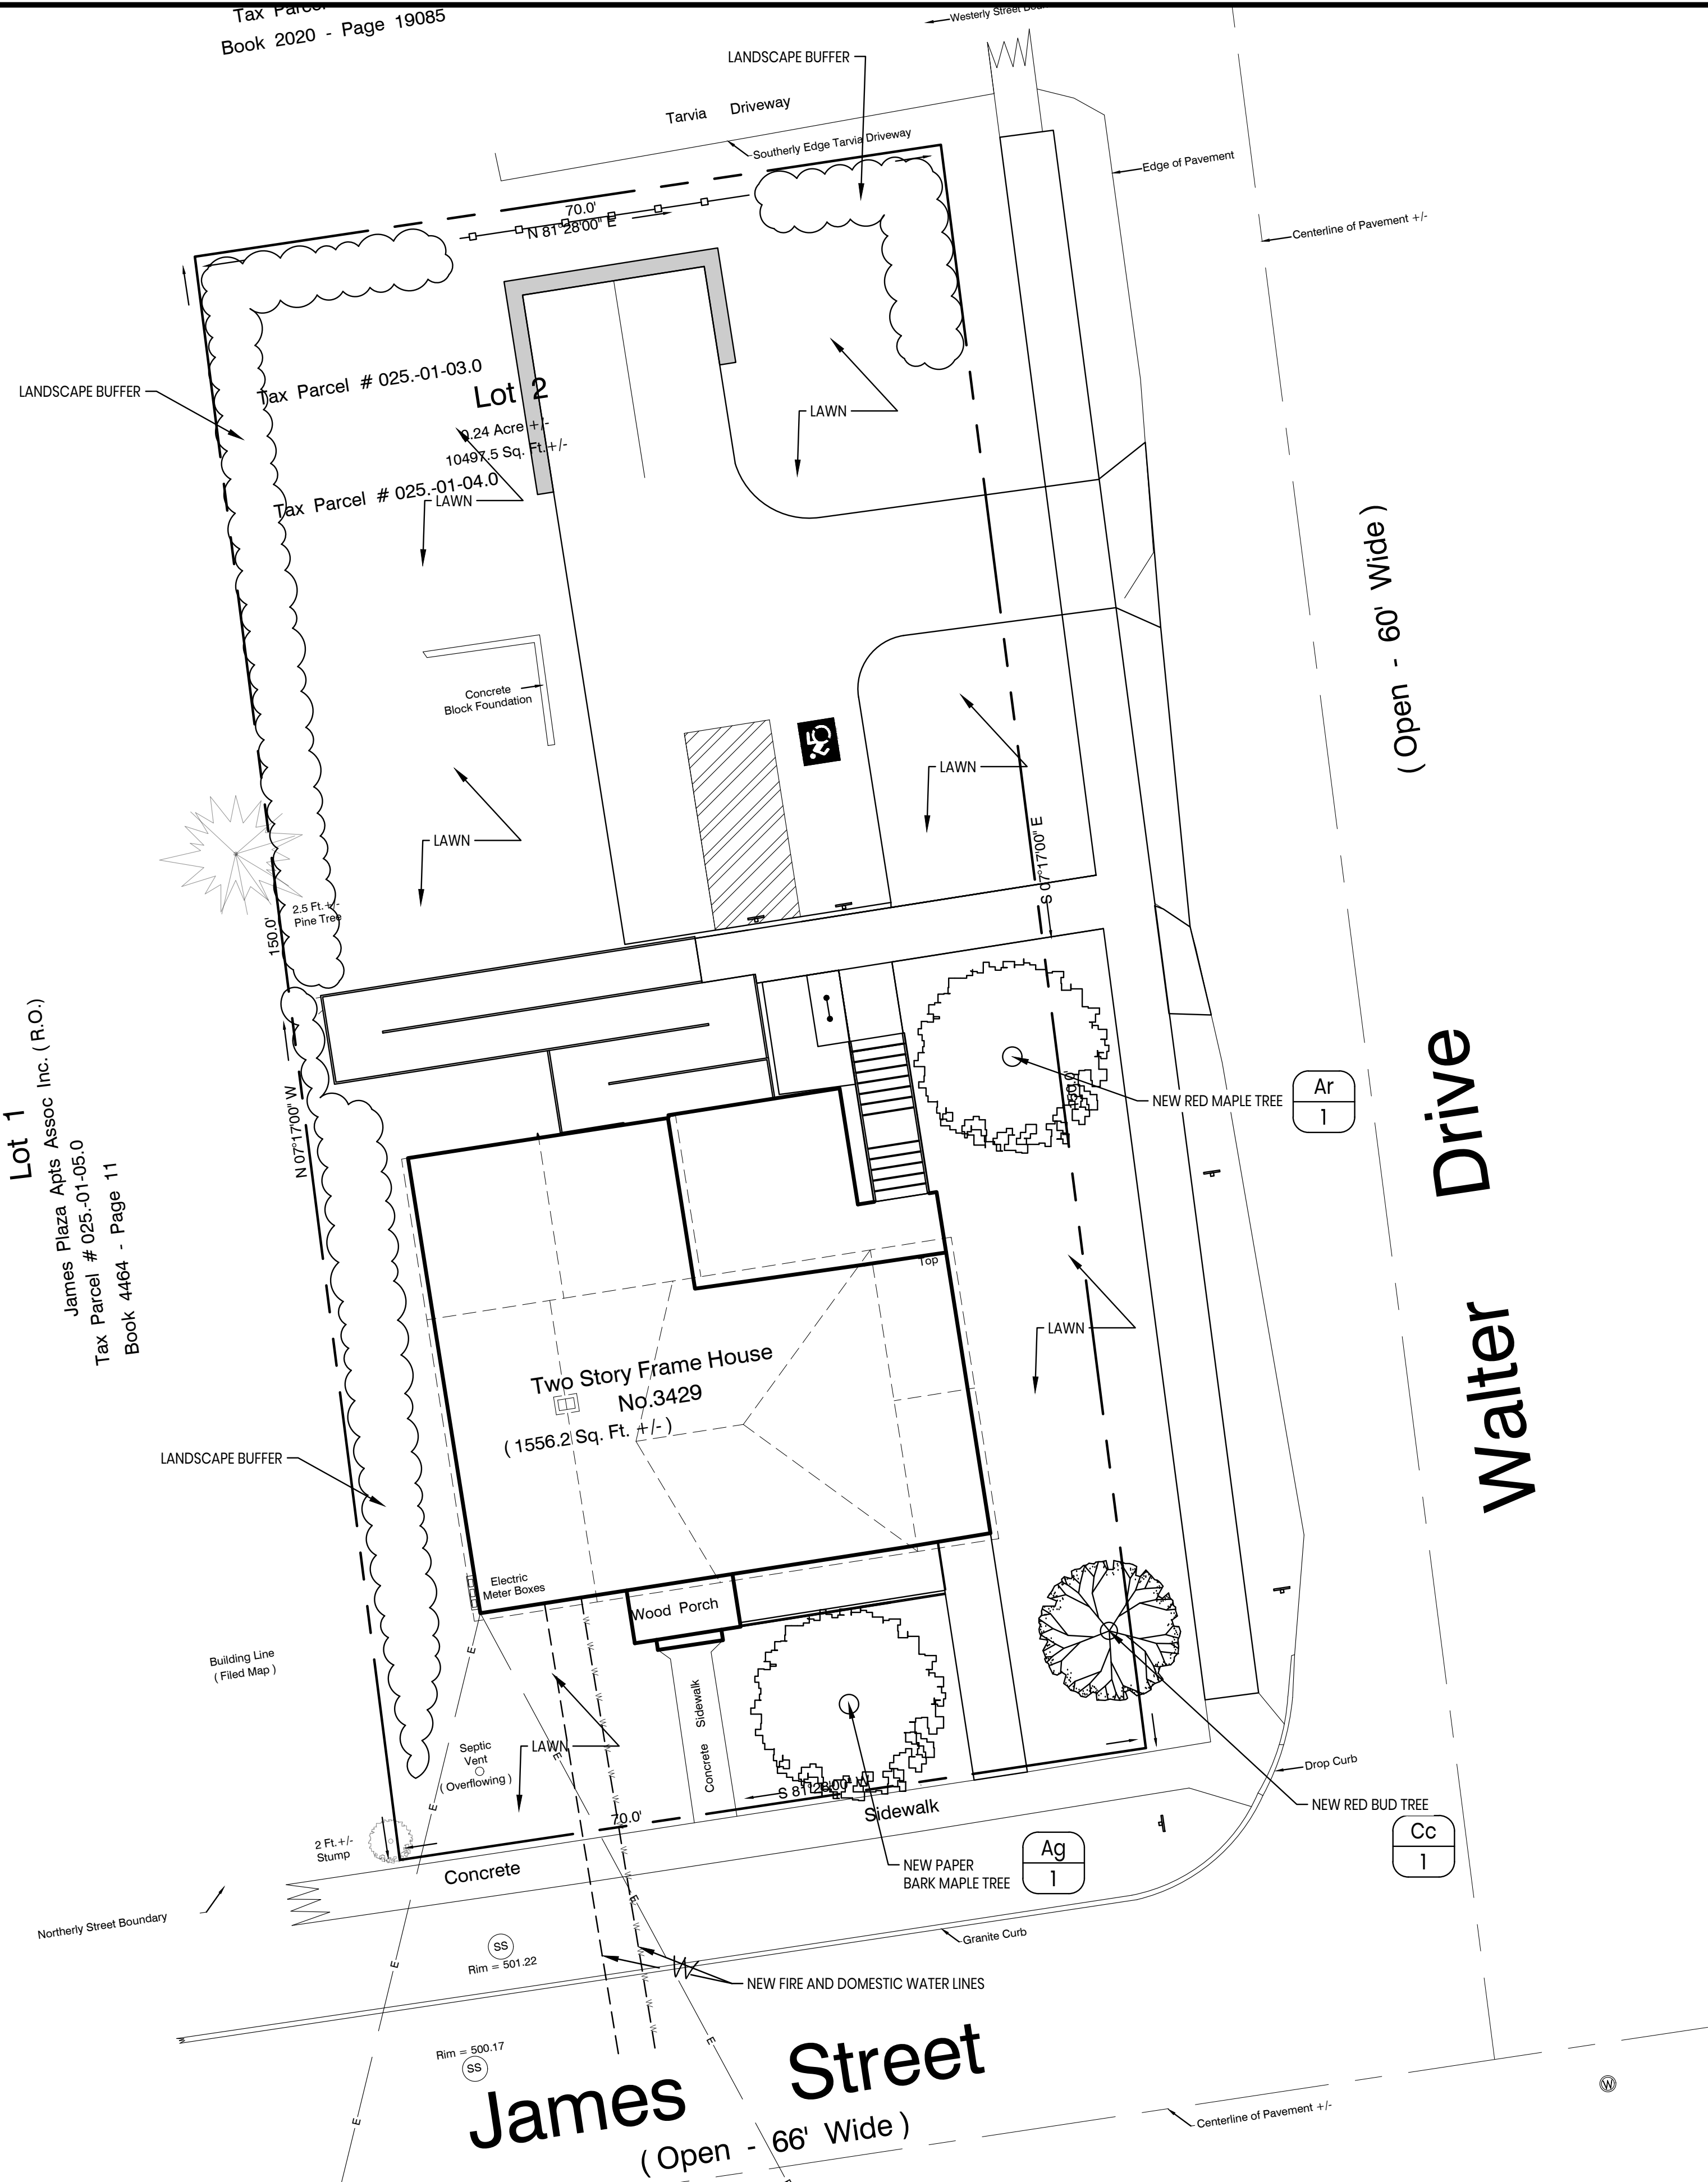 Tax Parcel
Book 2020 - Page 19085
Westerly Street
LANDSCAPE BUFFER
Tarvia Driveway
Southerly Edge Tarvia Driveway
Edge of Pavement
70.0'
N 81°28'00" E
Centerline of Pavement +/-
LANDSCAPE BUFFER
Tax Parcel # 025.-01-03.0
Lot 2
0.24 Acre +/-
10497.5 Sq. Ft.+/-
Tax Parcel # 025.-01-04.0
LAWN
LAWN
( Open - 60' Wide )
Concrete
Block Foundation
LAWN
LAWN
S 07°17'00" E
2.5 Ft.+/-
Pine Tree
150.0'
Lot 1
James Plaza Apts Assoc Inc. ( R.O.)
Tax Parcel # 025.-01-05.0
Book 4464 - Page 11
N 07°17'00" W
150.0'
NEW RED MAPLE TREE
Ar
1
Walter Drive
Top
LAWN
Two Story Frame House
No.3429
( 1556.2 Sq. Ft. +/- )
LANDSCAPE BUFFER
Electric
Meter Boxes
Wood Porch
Building Line
( Filed Map )
Concrete Sidewalk
Septic
Vent
( Overflowing )
LAWN
S 81°28'00" W
70.0'
Sidewalk
Drop Curb
NEW RED BUD TREE
Cc
1
2 Ft.+/-
Stump
Concrete
NEW PAPER
BARK MAPLE TREE
Ag
1
Northerly Street Boundary
SS
Rim = 501.22
Granite Curb
W
NEW FIRE AND DOMESTIC WATER LINES
Rim = 500.17
SS
James Street
( Open - 66' Wide )
Centerline of Pavement +/-
W